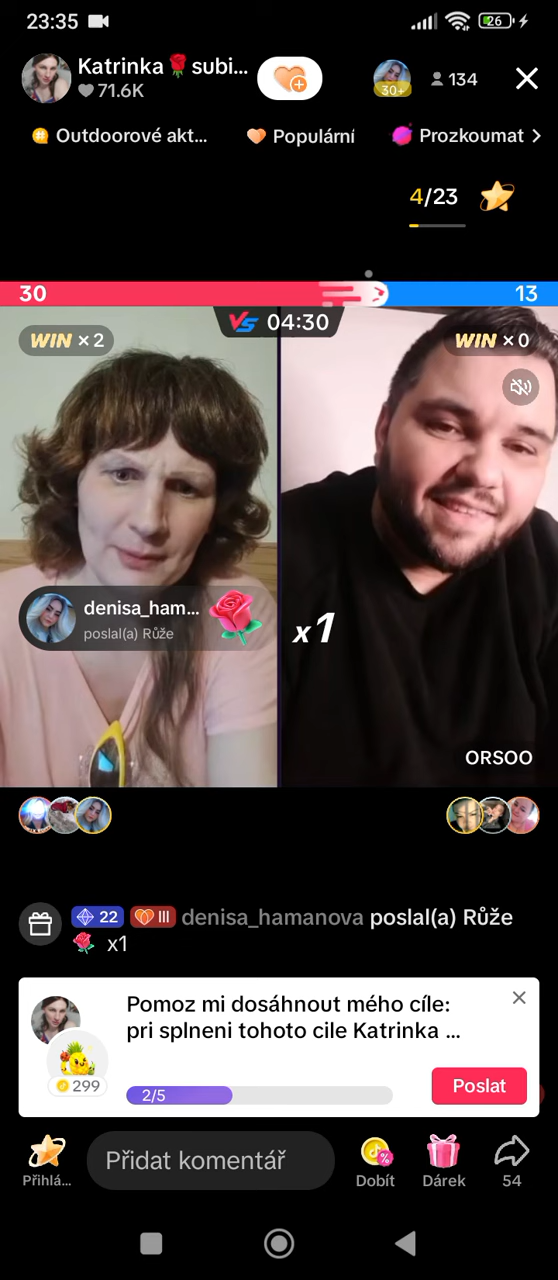 23:35
26
Katrinka🌹subi...
71.6K
30+
134
Outdoorové akt...
Populární
Prozkoumat
4/23
30
13
VS 04:30
WIN × 2
WIN × 0
denisa_ham...
poslal(a) Růže
x1
ORSOO
22 III denisa_hamanova poslal(a) Růže
x1
Pomoz mi dosáhnout mého cíle:
pri splneni tohoto cile Katrinka ...
299
2/5
Poslat
Přidat komentář
Přihlá...
Dobít
Dárek
54